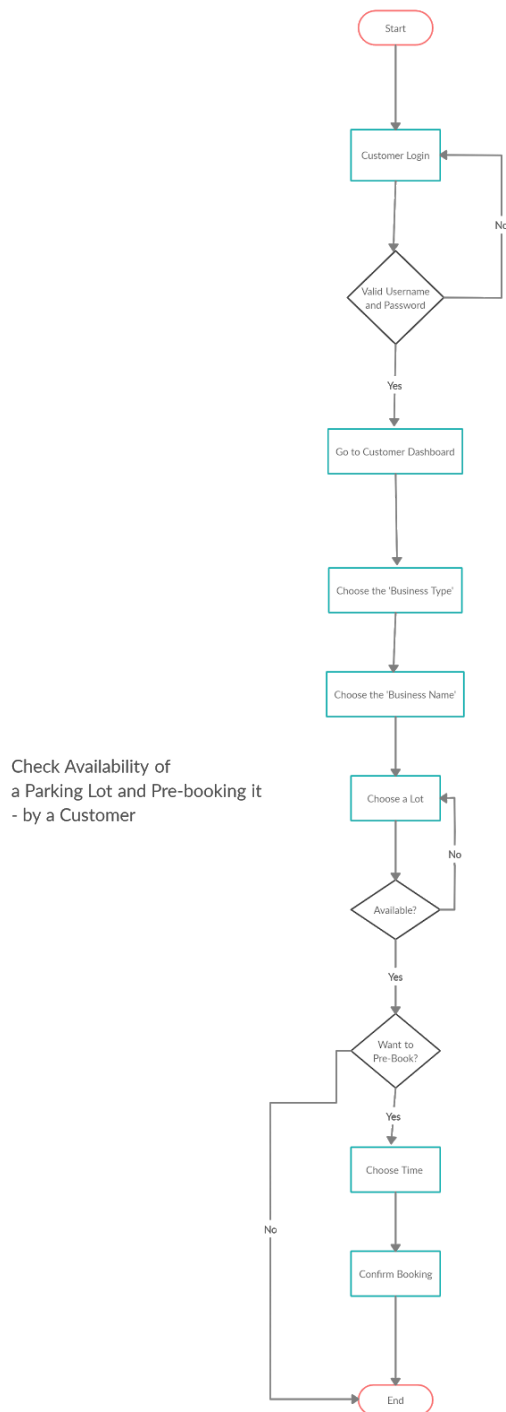 Start
Customer Login
No
Valid Username
and Password
Yes
Go to Customer Dashboard
Choose the 'Business Type'
Choose the 'Business Name'
Check Availability of
a Parking Lot and Pre-booking it
- by a Customer
Choose a Lot
No
Available?
Yes
Want to
Pre-Book?
Yes
Choose Time
No
Confirm Booking
End